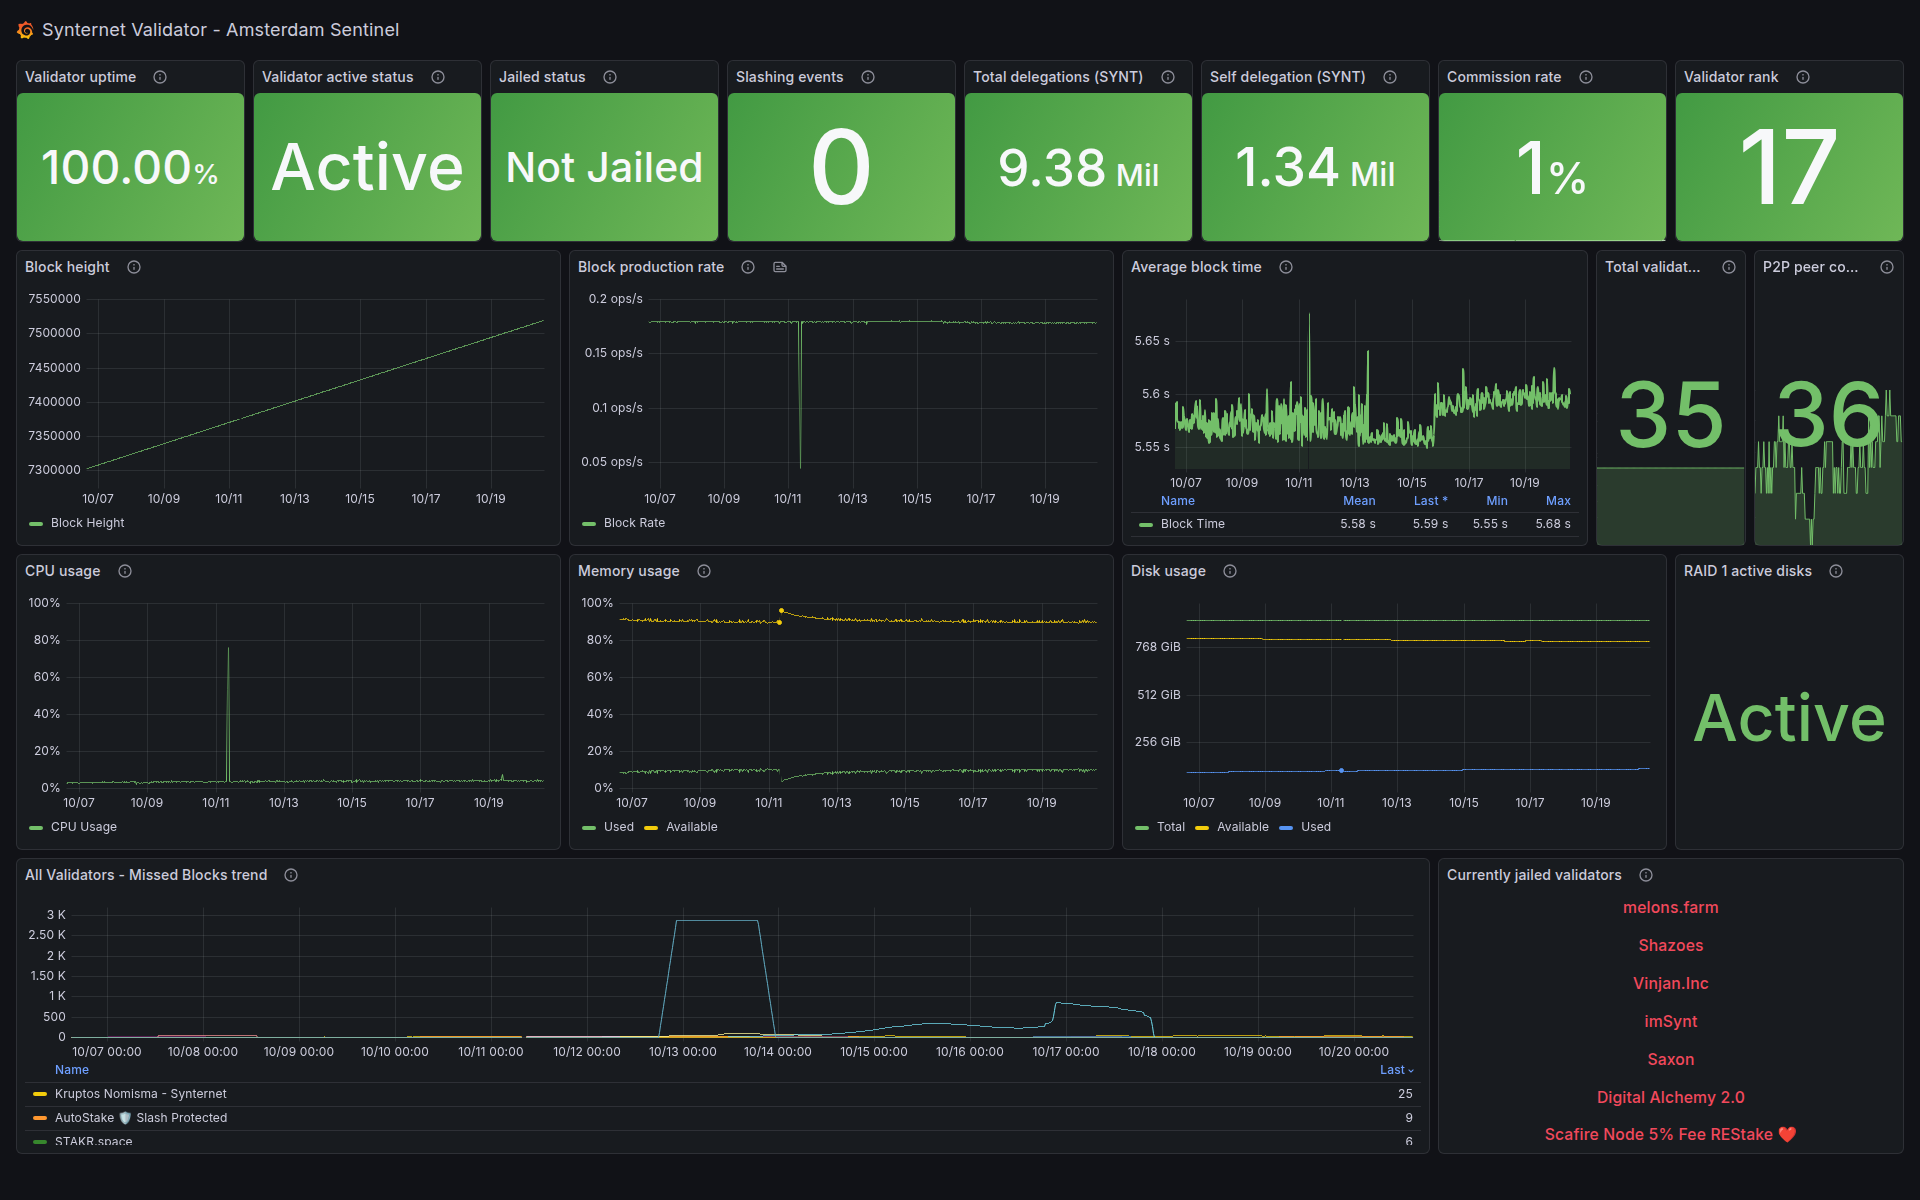 Synternet Validator - Amsterdam Sentinel
Validator uptime
Validator active status
Jailed status
Slashing events
Total delegations (SYNT)
Self delegation (SYNT)
Commission rate
Validator rank
100.00%
Active
Not Jailed
0
9.38 Mil
1.34 Mil
1%
17
Block height
7550000
7500000
7450000
7400000
7350000
7300000
10/07 10/09 10/11 10/13 10/15 10/17 10/19
Block Height
Block production rate
0.2 ops/s
0.15 ops/s
0.1 ops/s
0.05 ops/s
10/07 10/09 10/11 10/13 10/15 10/17 10/19
Block Rate
Average block time
5.65 s
5.6 s
5.55 s
10/07 10/09 10/11 10/13 10/15 10/17 10/19
Name Mean Last * Min Max
Block Time 5.58 s 5.59 s 5.55 s 5.68 s
Total validat...
35
P2P peer co...
36
CPU usage
100%
80%
60%
40%
20%
0%
10/07 10/09 10/11 10/13 10/15 10/17 10/19
CPU Usage
Memory usage
100%
80%
60%
40%
20%
0%
10/07 10/09 10/11 10/13 10/15 10/17 10/19
Used Available
Disk usage
768 GiB
512 GiB
256 GiB
10/07 10/09 10/11 10/13 10/15 10/17 10/19
Total Available Used
RAID 1 active disks
Active
All Validators - Missed Blocks trend
3 K
2.50 K
2 K
1.50 K
1 K
500
0
10/07 00:00 10/08 00:00 10/09 00:00 10/10 00:00 10/11 00:00 10/12 00:00 10/13 00:00 10/14 00:00 10/15 00:00 10/16 00:00 10/17 00:00 10/18 00:00 10/19 00:00 10/20 00:00
Name Last
Kruptos Nomisma - Synternet 25
AutoStake 🛡️ Slash Protected 9
STAKR.space 6
Currently jailed validators
melons.farm
Shazoes
Vinjan.Inc
imSynt
Saxon
Digital Alchemy 2.0
Scafire Node 5% Fee REStake ❤️